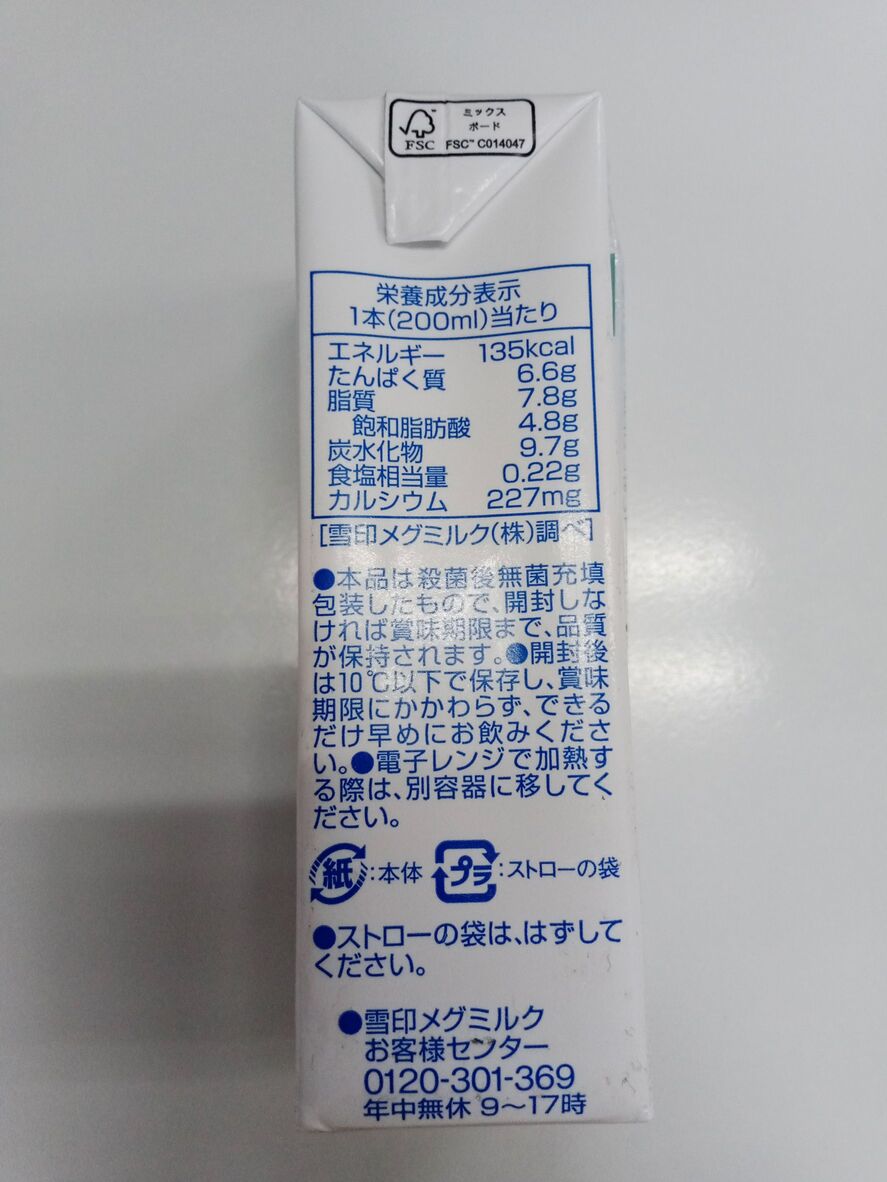 ミックス
ボード
FSC™ FSC™ C014047
栄養成分表示
1本(200ml)当たり
エネルギー 135kcal
たんぱく質 6.6g
脂質 7.8g
飽和脂肪酸 4.8g
炭水化物 9.7g
食塩相当量 0.22g
カルシウム 227mg
[雪印メグミルク(株)調べ]
●本品は殺菌後無菌充填
包装したもので、開封しな
ければ賞味期限まで、品質
が保持されます。●開封後
は10℃以下で保存し、賞味
期限にかかわらず、できる
だけ早めにお飲みくださ
い。●電子レンジで加熱す
る際は、別容器に移してく
ださい。
紙:本体 プラ:ストローの袋
●ストローの袋は、はずして
ください。
●雪印メグミルク
お客様センター
0120-301-369
年中無休 9～17時